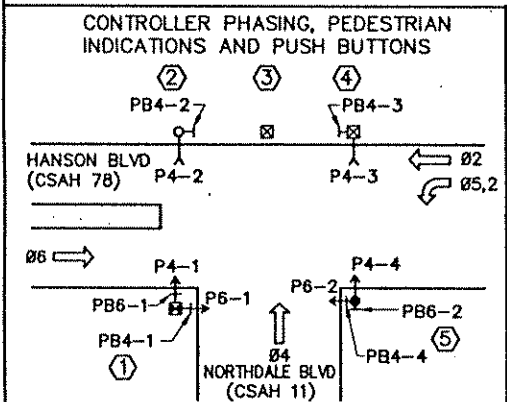 CONTROLLER PHASING, PEDESTRIAN
INDICATIONS AND PUSH BUTTONS
2 3 4
PB4-2 PB4-3
HANSON BLVD
(CSAH 78)
P4-2 P4-3
Ø2
Ø5,2
Ø6
P4-1 P4-4
PB6-1 P6-1 P6-2 PB6-2
PB4-1 PB4-4
1 5
Ø4
NORTHDALE BLVD
(CSAH 11)